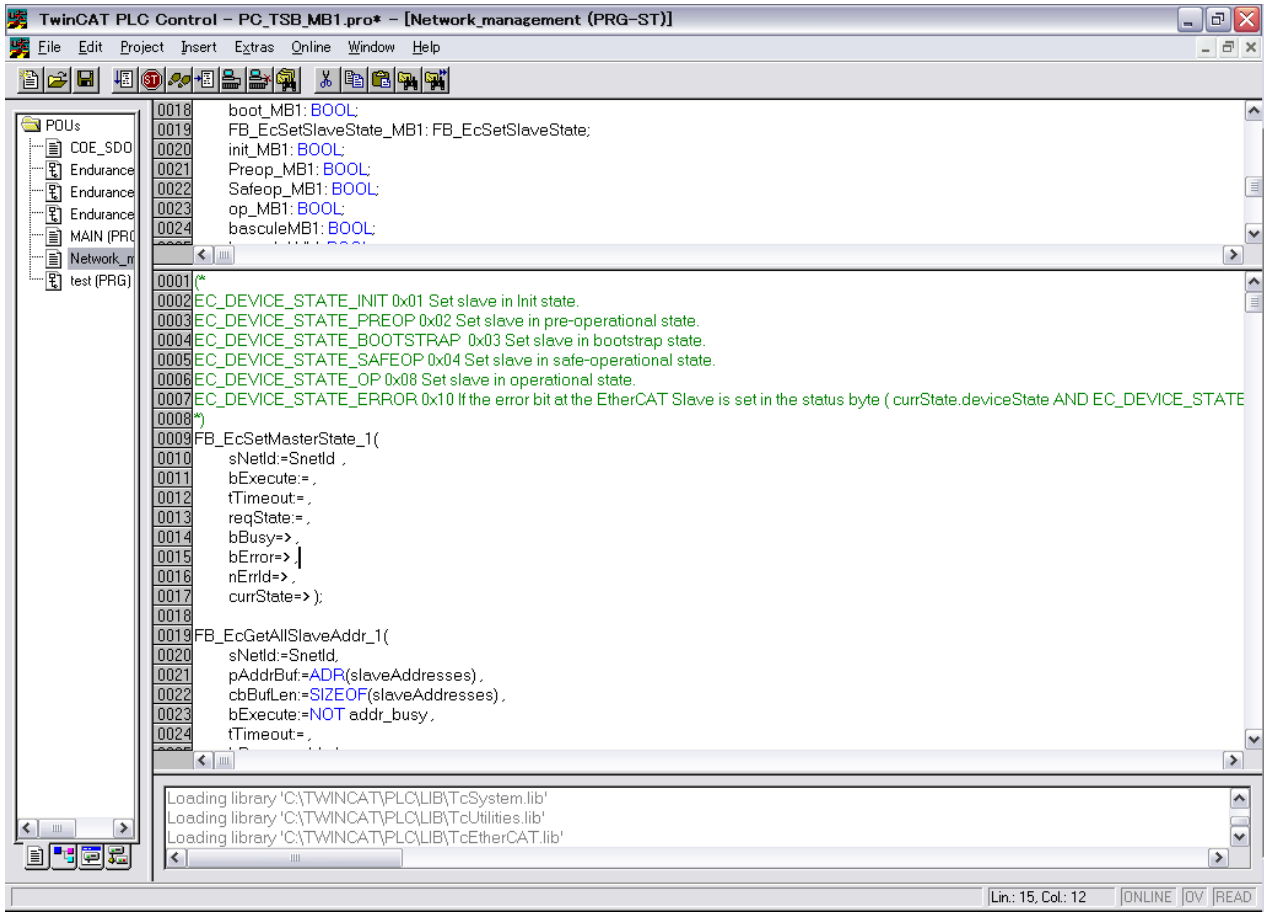 TwinCAT PLC Control - PC_TSB_MB1.pro* - [Network_management (PRG-ST)]
File Edit Project Insert Extras Online Window Help
POUs
COE_SDO
Endurance
Endurance
Endurance
MAIN (PRG
Network_m
test (PRG)
0018 boot_MB1: BOOL;
0019 FB_EcSetSlaveState_MB1: FB_EcSetSlaveState;
0020 init_MB1: BOOL;
0021 Preop_MB1: BOOL;
0022 Safeop_MB1: BOOL;
0023 op_MB1: BOOL;
0024 basculeMB1: BOOL;
0001 (*
0002 EC_DEVICE_STATE_INIT 0x01 Set slave in Init state.
0003 EC_DEVICE_STATE_PREOP 0x02 Set slave in pre-operational state.
0004 EC_DEVICE_STATE_BOOTSTRAP 0x03 Set slave in bootstrap state.
0005 EC_DEVICE_STATE_SAFEOP 0x04 Set slave in safe-operational state.
0006 EC_DEVICE_STATE_OP 0x08 Set slave in operational state.
0007 EC_DEVICE_STATE_ERROR 0x10 If the error bit at the EtherCAT Slave is set in the status byte ( currState.deviceState AND EC_DEVICE_STATE
0008 *)
0009 FB_EcSetMasterState_1(
0010 sNetId:=SnetId ,
0011 bExecute:= ,
0012 tTimeout:= ,
0013 reqState:= ,
0014 bBusy=> ,
0015 bError=> ,
0016 nErrId=> ,
0017 currState=> );
0018
0019 FB_EcGetAllSlaveAddr_1(
0020 sNetId:=SnetId,
0021 pAddrBuf:=ADR(slaveAddresses) ,
0022 cbBufLen:=SIZEOF(slaveAddresses) ,
0023 bExecute:=NOT addr_busy ,
0024 tTimeout:= ,
Loading library 'C:\TWINCAT\PLC\LIB\TcSystem.lib'
Loading library 'C:\TWINCAT\PLC\LIB\TcUtilities.lib'
Loading library 'C:\TWINCAT\PLC\LIB\TcEtherCAT.lib'
Lin.: 15, Col.: 12 ONLINE OV READ